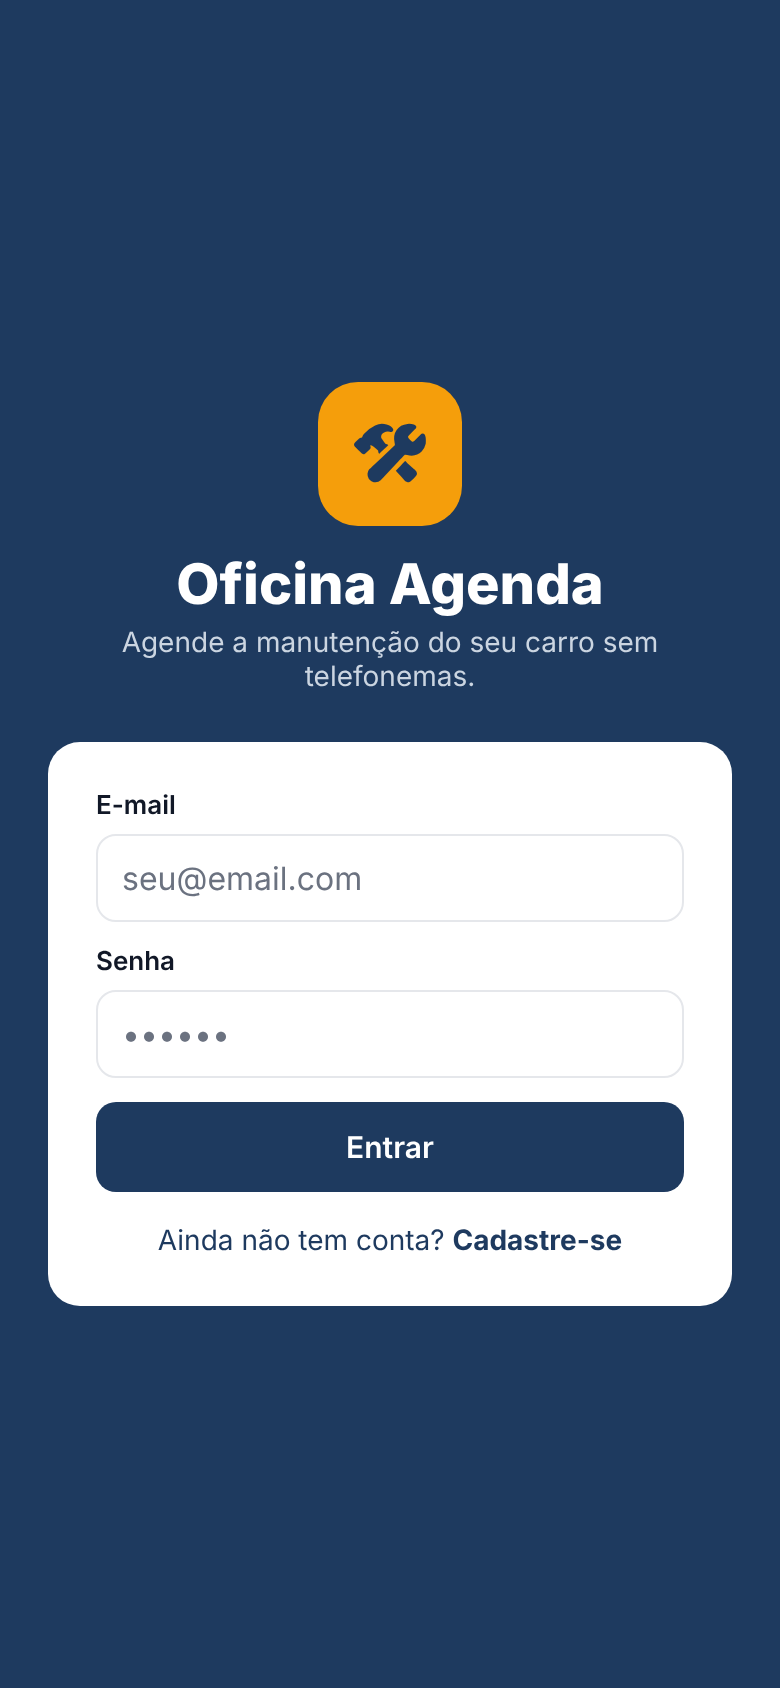 Oficina Agenda
Agende a manutenção do seu carro sem
telefonemas.
E-mail
seu@email.com
Senha
••••••
Entrar
Ainda não tem conta? Cadastre-se